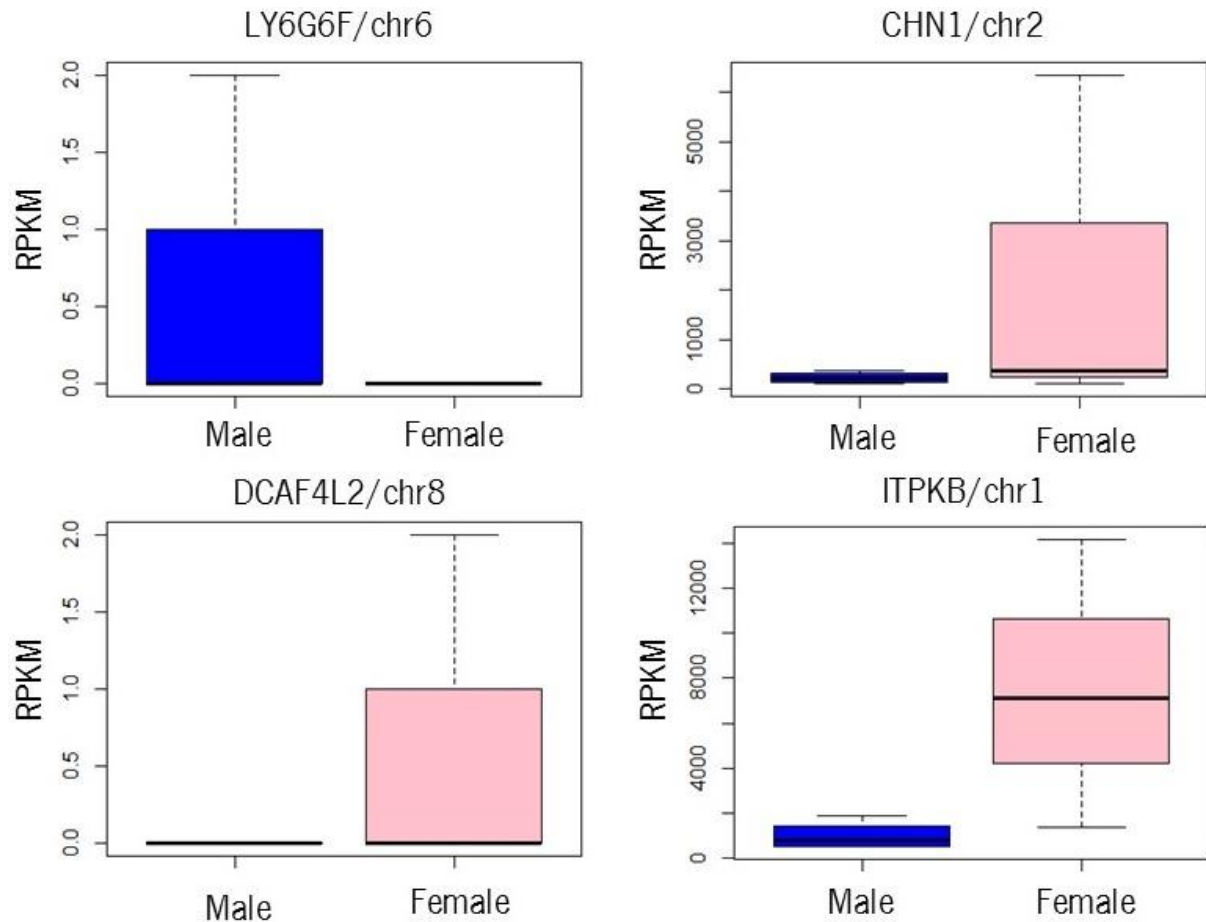 LY6G6F/chr6
RPKM
2.0
1.5
1.0
0.5
0.0
Male Female
CHN1/chr2
RPKM
5000
3000
1000
0
Male Female
DCAF4L2/chr8
RPKM
2.0
1.5
1.0
0.5
0.0
Male Female
ITPKB/chr1
RPKM
12000
8000
4000
0
Male Female